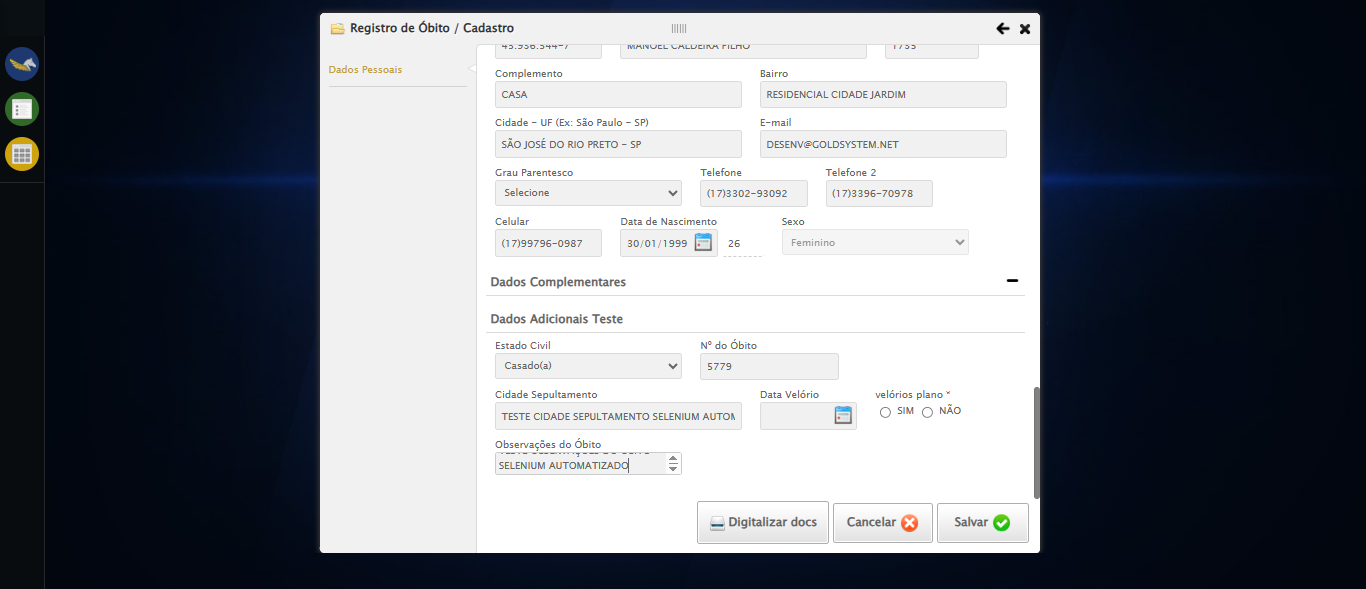 Registro de Óbito / Cadastro
Dados Pessoais
45.936.544-7 MANOEL CALDEIRA FILHO 1755
Complemento Bairro
CASA RESIDENCIAL CIDADE JARDIM
Cidade - UF (Ex: São Paulo - SP) E-mail
SÃO JOSÉ DO RIO PRETO - SP DESENV@GOLDSYSTEM.NET
Grau Parentesco Telefone Telefone 2
Selecione (17)3302-93092 (17)3396-70978
Celular Data de Nascimento Sexo
(17)99796-0987 30/01/1999 26 Feminino
Dados Complementares
Dados Adicionais Teste
Estado Civil Nº do Óbito
Casado(a) 5779
Cidade Sepultamento Data Velório velórios plano *
TESTE CIDADE SEPULTAMENTO SELENIUM AUTOM SIM NÃO
Observações do Óbito
SELENIUM AUTOMATIZADO
Digitalizar docs Cancelar Salvar